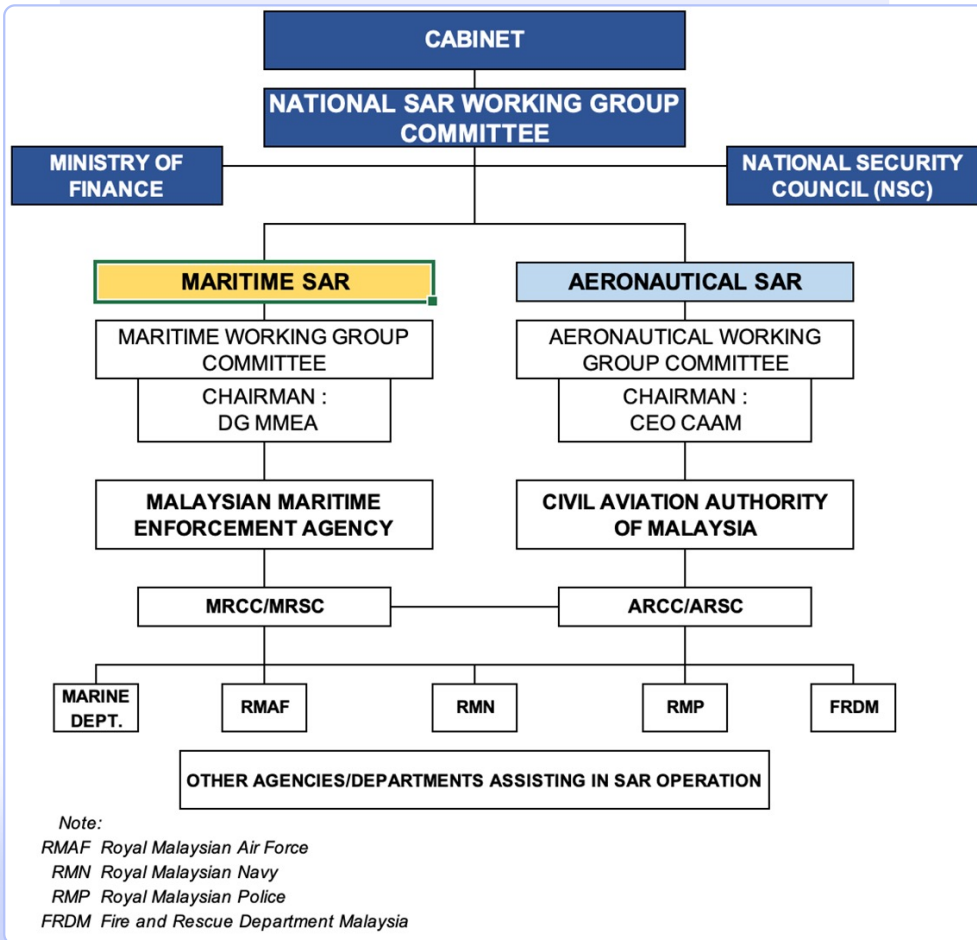 CABINET
NATIONAL SAR WORKING GROUP
COMMITTEE
MINISTRY OF
FINANCE
NATIONAL SECURITY
COUNCIL (NSC)
MARITIME SAR
AERONAUTICAL SAR
MARITIME WORKING GROUP
COMMITTEE
AERONAUTICAL WORKING
GROUP COMMITTEE
CHAIRMAN :
DG MMEA
CHAIRMAN :
CEO CAAM
MALAYSIAN MARITIME
ENFORCEMENT AGENCY
CIVIL AVIATION AUTHORITY
OF MALAYSIA
MRCC/MRSC
ARCC/ARSC
MARINE
DEPT.
RMAF
RMN
RMP
FRDM
OTHER AGENCIES/DEPARTMENTS ASSISTING IN SAR OPERATION
Note:
RMAF Royal Malaysian Air Force
RMN Royal Malaysian Navy
RMP Royal Malaysian Police
FRDM Fire and Rescue Department Malaysia